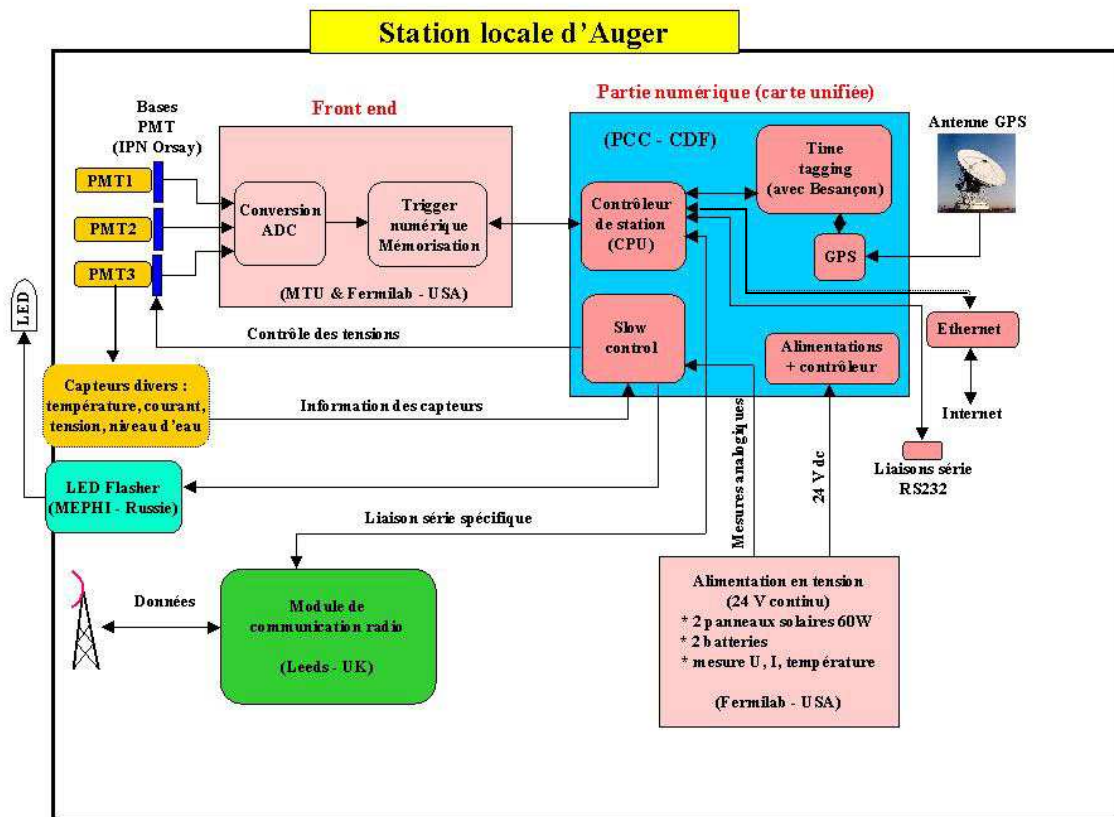 Station locale d'Auger
Bases
PMT
(IPN Orsay)
Front end
Partie numérique (carte unifiée)
Antenne GPS
(PCC - CDF)
PMT1
PMT2
PMT3
Conversion
ADC
Trigger
numérique
Mémorisation
(MTU & Fermilab - USA)
Contrôleur
de station
(CPU)
Time
tagging
(avec Besançon)
GPS
LED
Contrôle des tensions
Slow
control
Alimentations
+ contrôleur
Ethernet
Internet
Capteurs divers :
température, courant,
tension, niveau d'eau
Information des capteurs
Liaisons série
RS232
LED Flasher
(MEPHI - Russie)
Liaison série spécifique
Mesures analogiques
24 V dc
Données
Module de
communication radio
(Leeds - UK)
Alimentation en tension
(24 V continu)
* 2 panneaux solaires 60W
* 2 batteries
* mesure U, I, température
(Fermilab - USA)